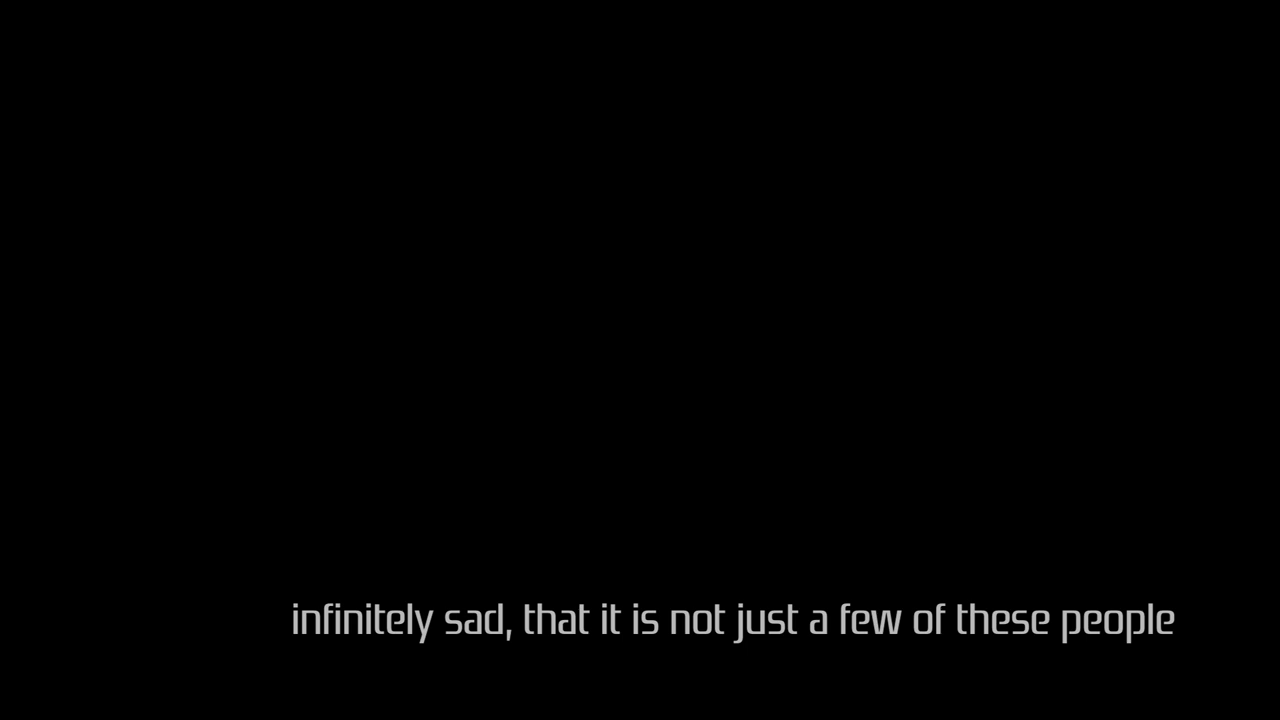 infinitely sad, that it is not just a few of these people